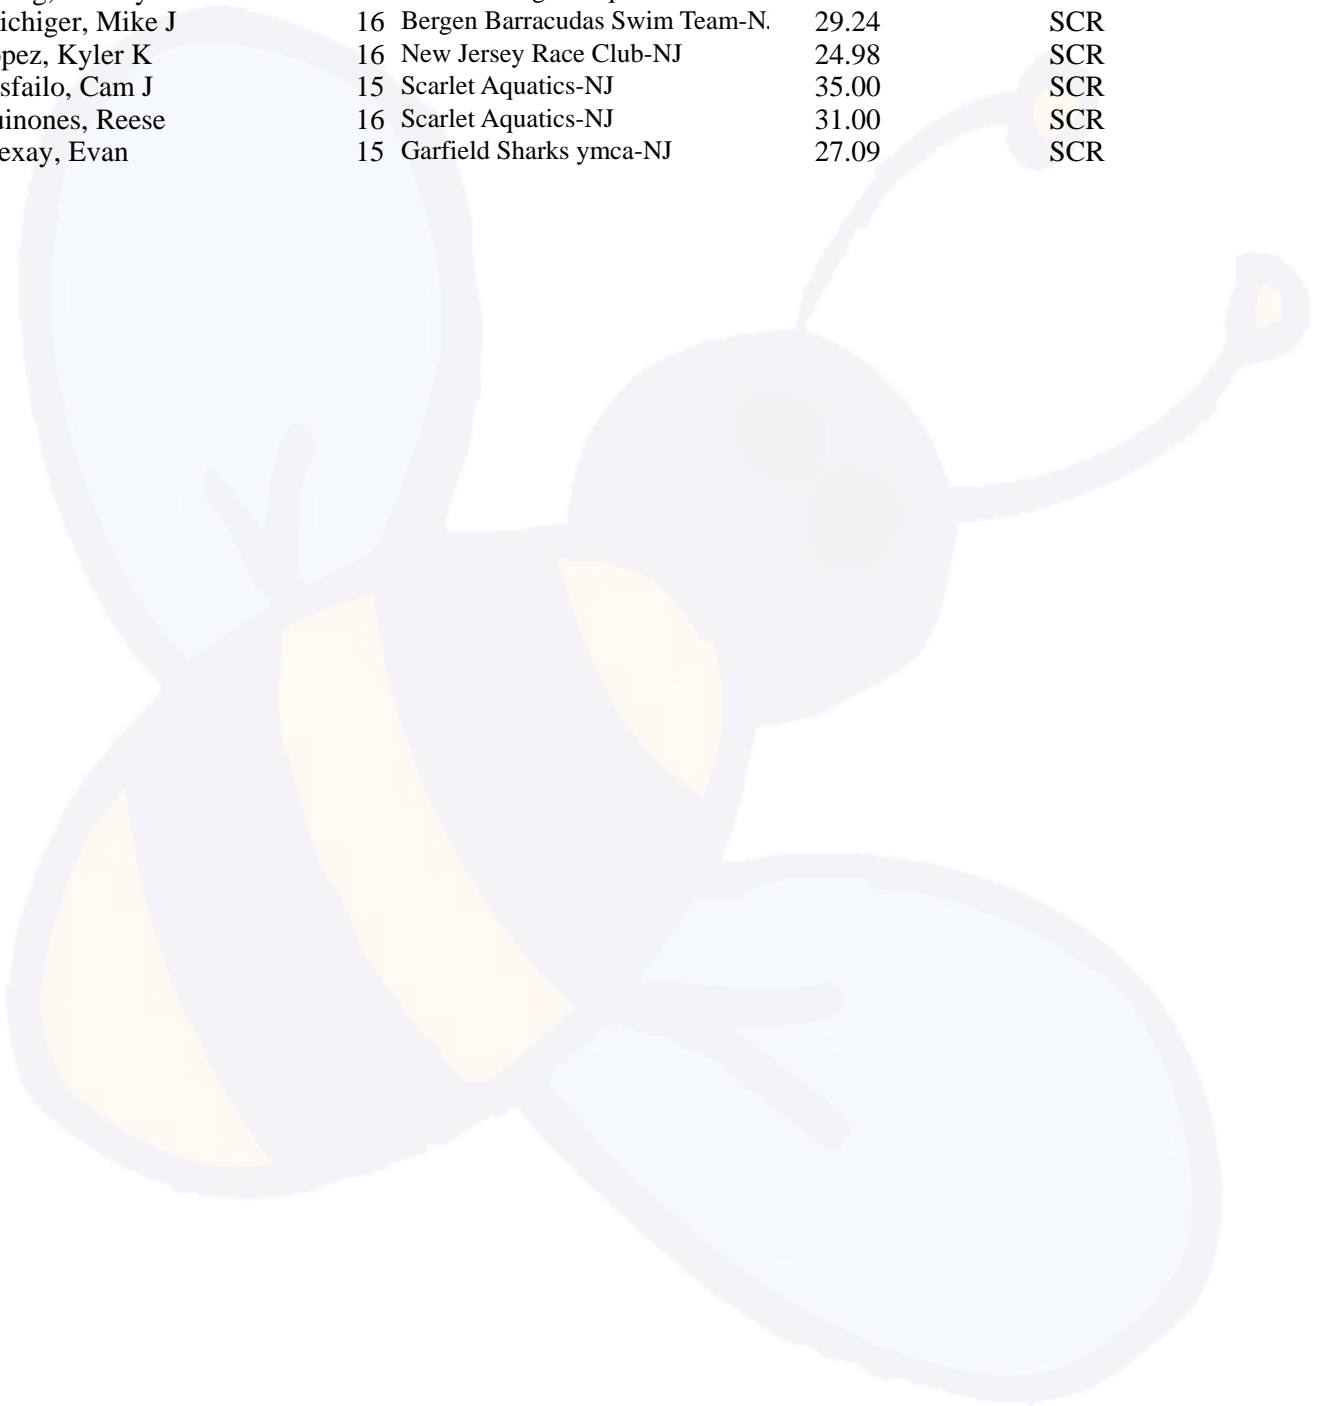 ichiger, Mike J 16 Bergen Barracudas Swim Team-N. 29.24 SCR
pez, Kyler K 16 New Jersey Race Club-NJ 24.98 SCR
sfailo, Cam J 15 Scarlet Aquatics-NJ 35.00 SCR
uinones, Reese 16 Scarlet Aquatics-NJ 31.00 SCR
exay, Evan 15 Garfield Sharks ymca-NJ 27.09 SCR